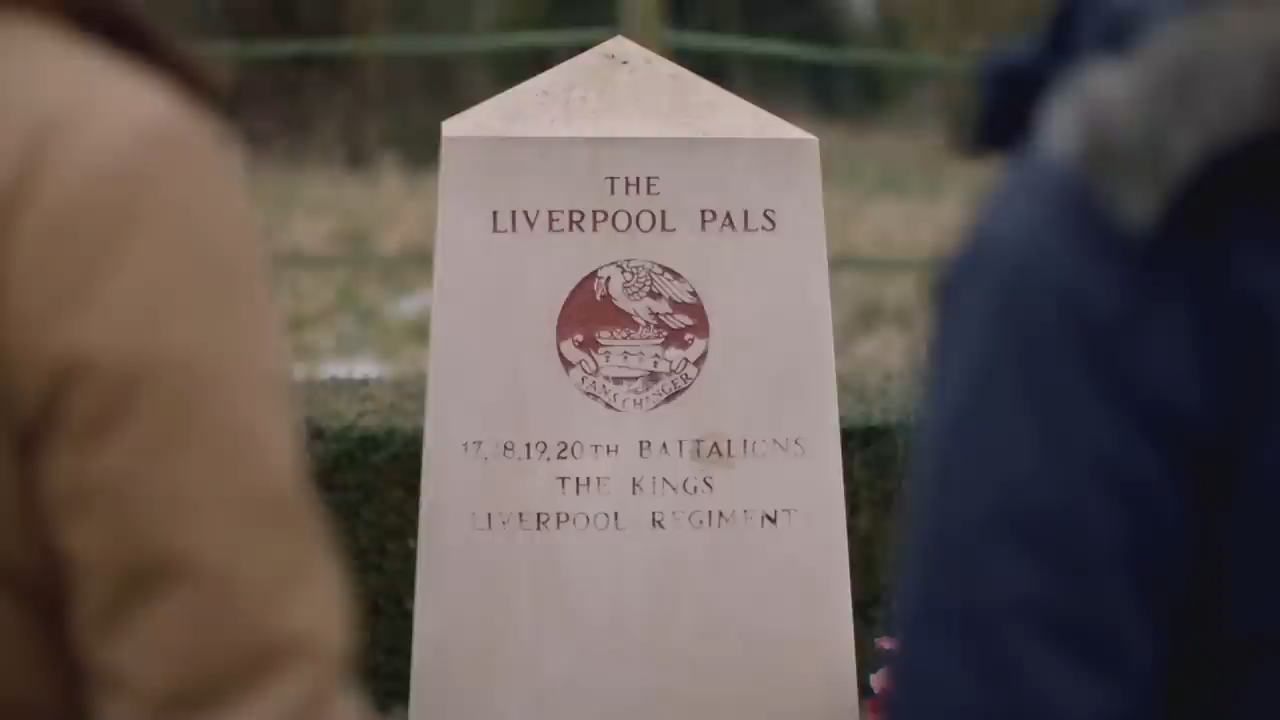 THE
LIVERPOOL PALS
SANS CHANGER
17, 18, 19, 20TH BATTALIONS
THE KINGS
LIVERPOOL REGIMENT